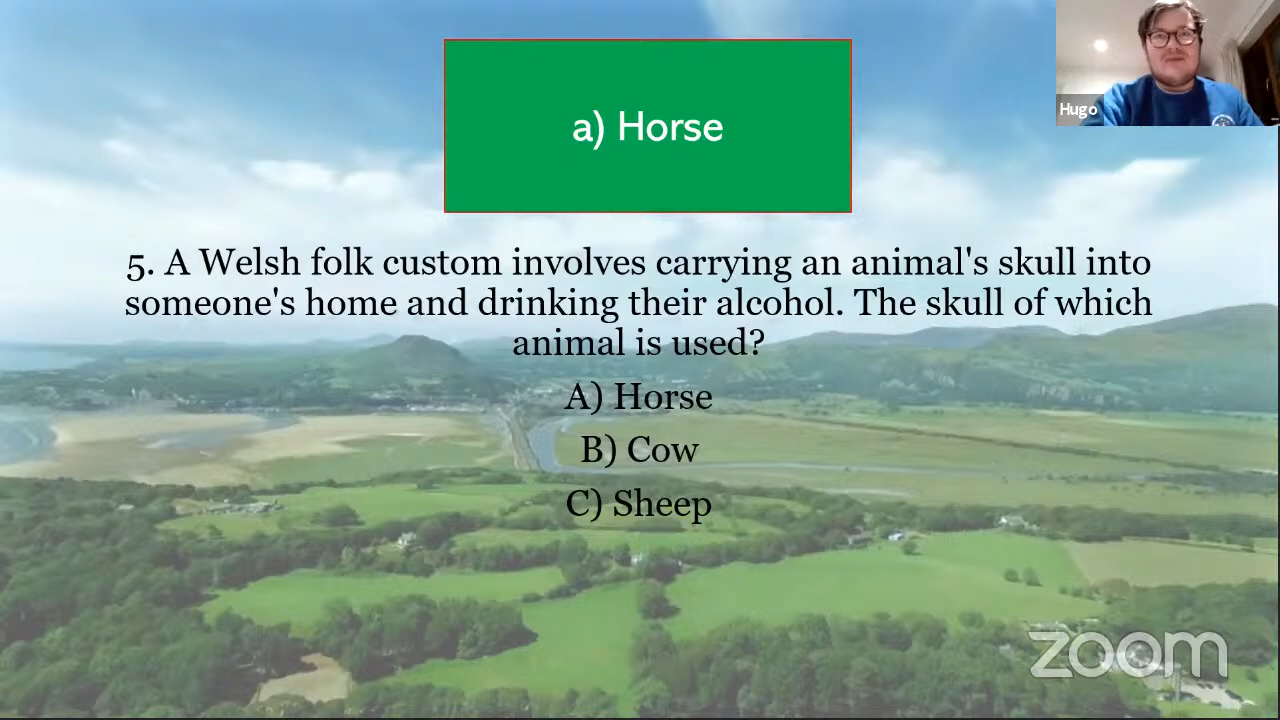 a) Horse
Hugo
5. A Welsh folk custom involves carrying an animal's skull into
someone's home and drinking their alcohol. The skull of which
animal is used?
A) Horse
B) Cow
C) Sheep
zoom